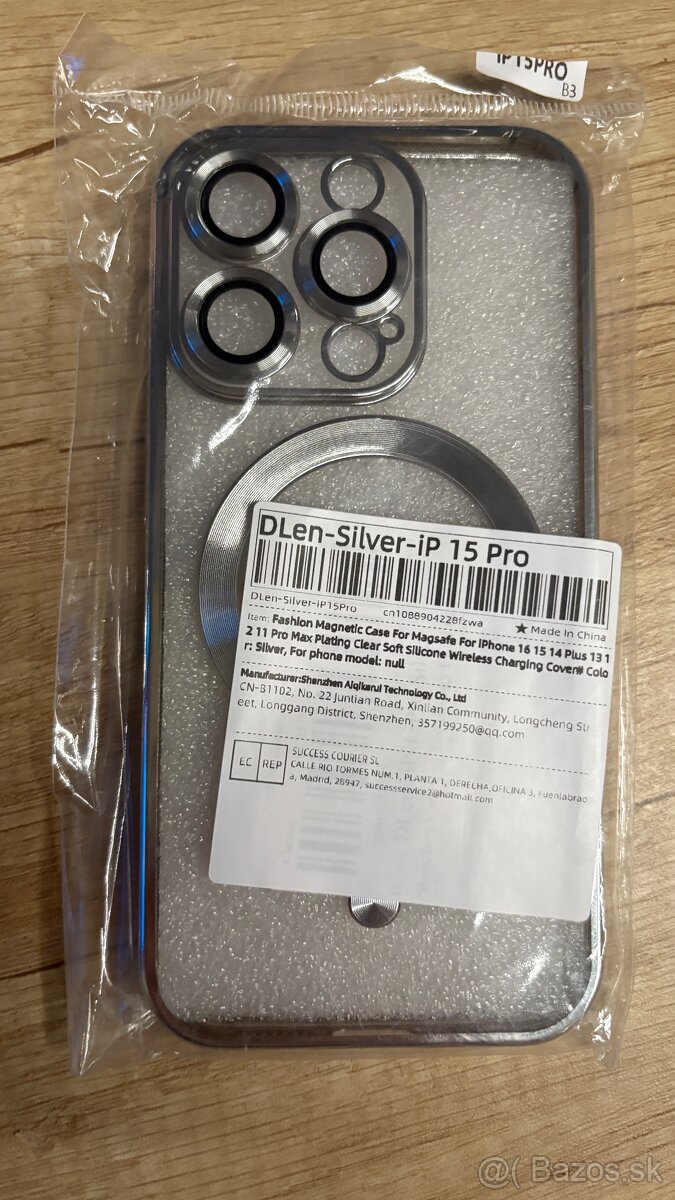 iP15PRO
B3
DLen-Silver-iP 15 Pro
DLen-Silver-iP15Pro cn1088904228fzwa ★ Made In China
Item: Fashion Magnetic Case For Magsafe For iPhone 16 15 14 Plus 13 1
2 11 Pro Max Plating Clear Soft Silicone Wireless Charging Cover# Colo
r: Silver, For phone model: null
Manufacturer:Shenzhen Aiqikarui Technology Co., Ltd
CN-B1102, No. 22 Juntian Road, Xinlian Community, Longcheng Str
eet, Longgang District, Shenzhen, 357199250@qq.com
EC REP
SUCCESS COURIER SL
CALLE RIO TORMES NUM.1, PLANTA 1, DERECHA,OFICINA 3, Fuenlabrad
a, Madrid, 28947, successservice2@hotmail.com
@( Bazos.sk